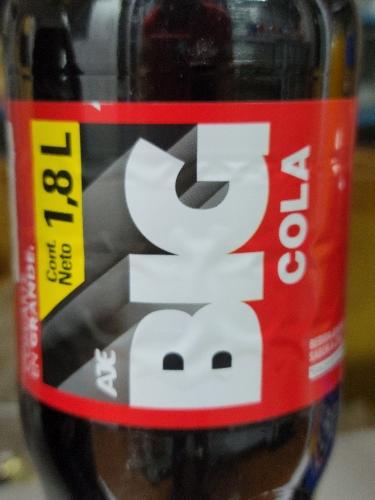 AJE
BIG
COLA
Cont.
Neto 1,8 L
EN GRANDE.